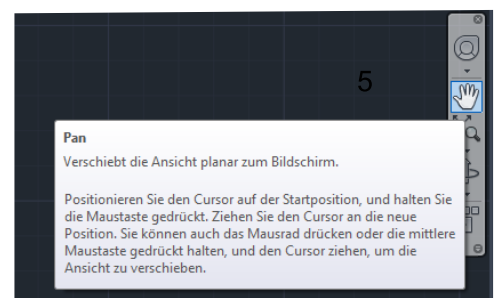 5
Pan
Verschiebt die Ansicht planar zum Bildschirm.
Positionieren Sie den Cursor auf der Startposition, und halten Sie
die Maustaste gedrückt. Ziehen Sie den Cursor an die neue
Position. Sie können auch das Mausrad drücken oder die mittlere
Maustaste gedrückt halten, und den Cursor ziehen, um die
Ansicht zu verschieben.